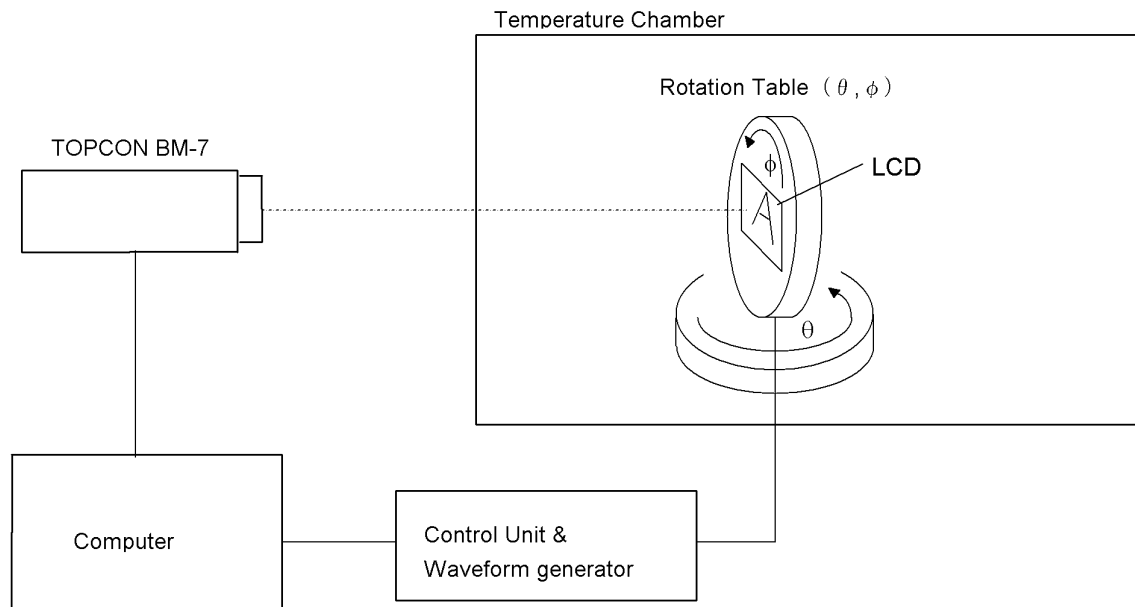 Temperature Chamber
Rotation Table (θ, φ)
TOPCON BM-7
φ
LCD
A
θ
Computer
Control Unit &
Waveform generator